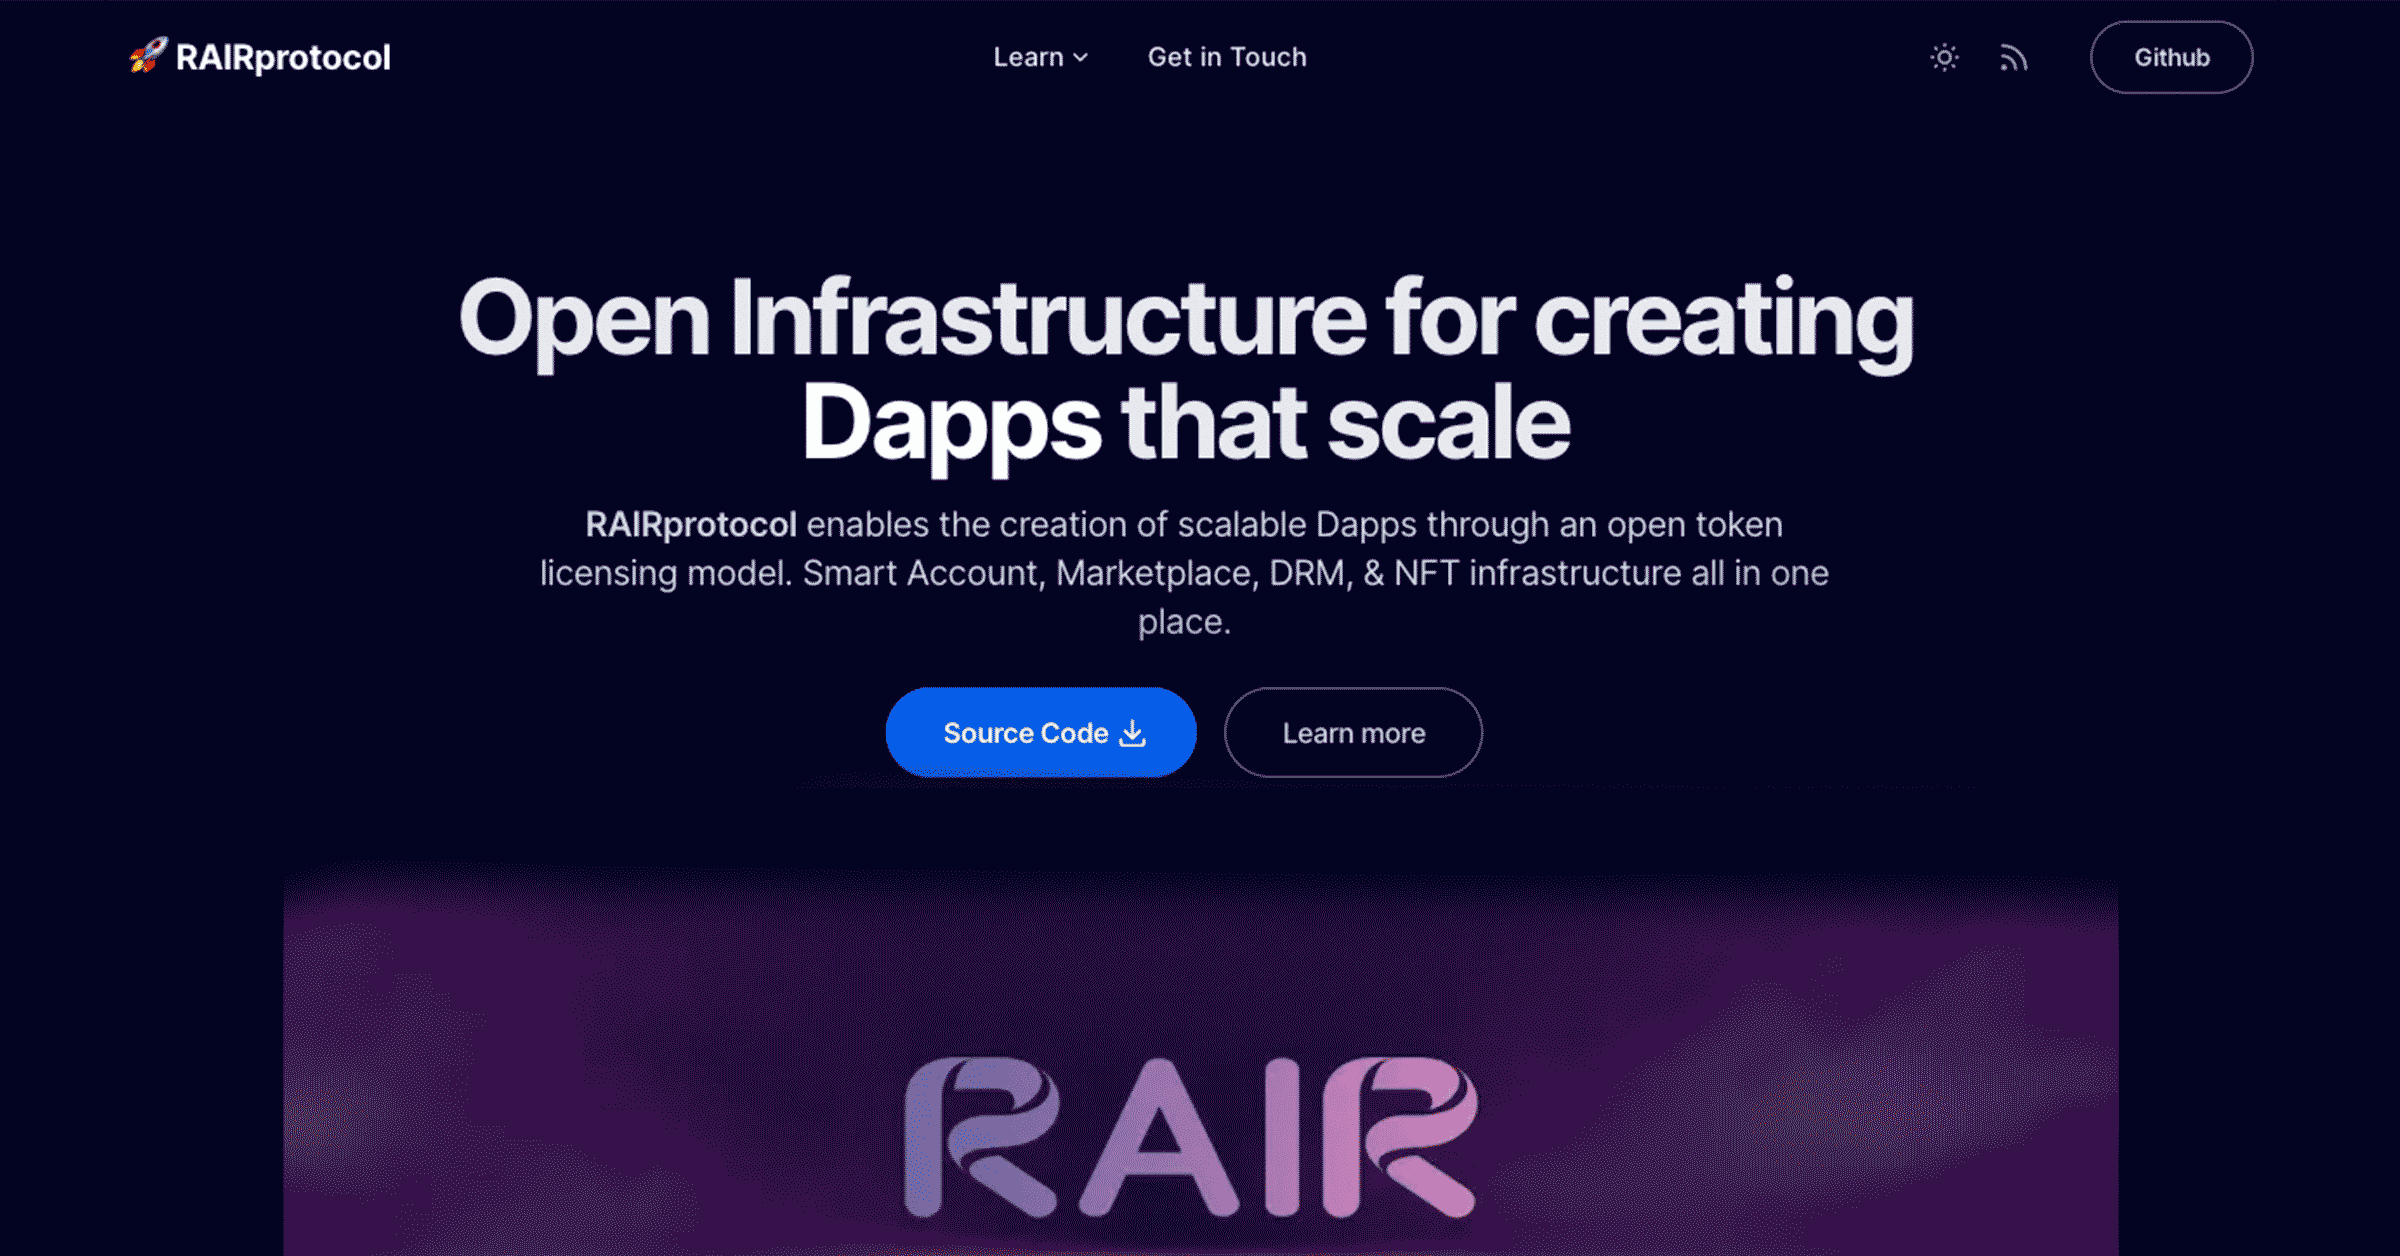 RAIRprotocol
Learn
Get in Touch
Github
Open Infrastructure for creating
Dapps that scale
RAIRprotocol enables the creation of scalable Dapps through an open token
licensing model. Smart Account, Marketplace, DRM, & NFT infrastructure all in one
place.
Source Code
Learn more
RAIR